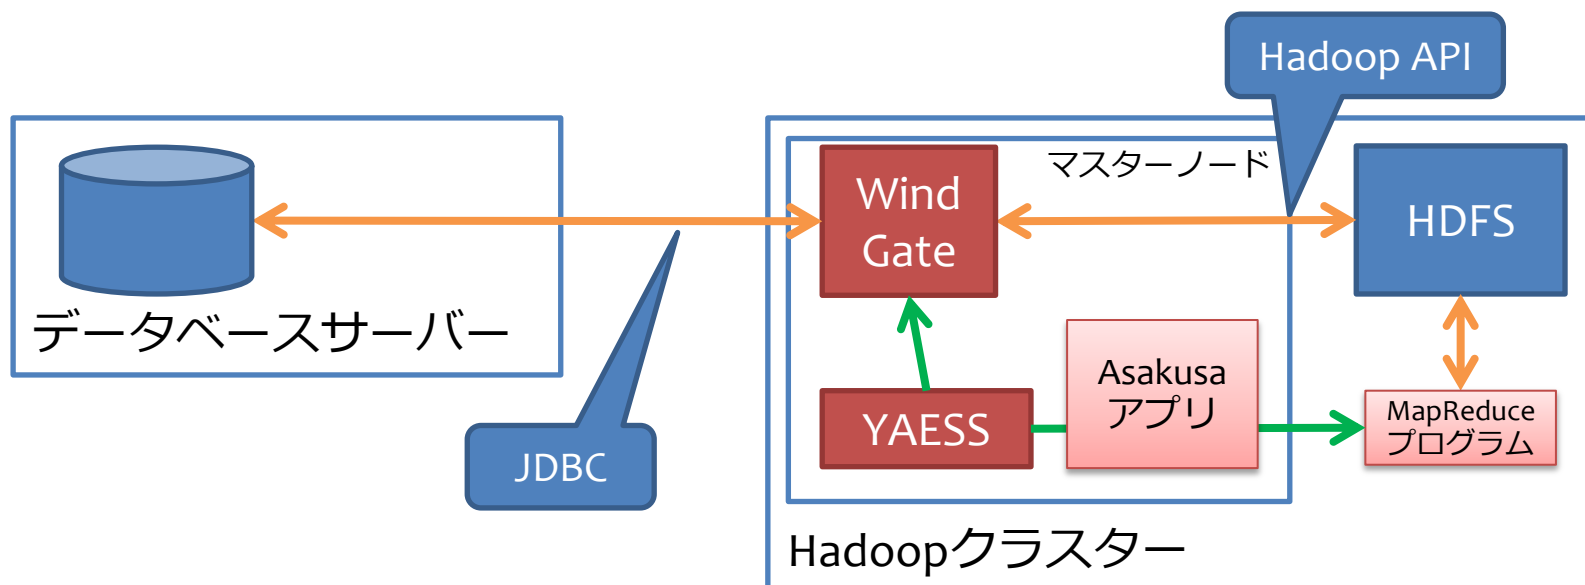 Hadoop API
マスターノード
Wind
Gate
HDFS
データベースサーバー
Asakusa
アプリ
YAESS
MapReduce
プログラム
JDBC
Hadoopクラスター